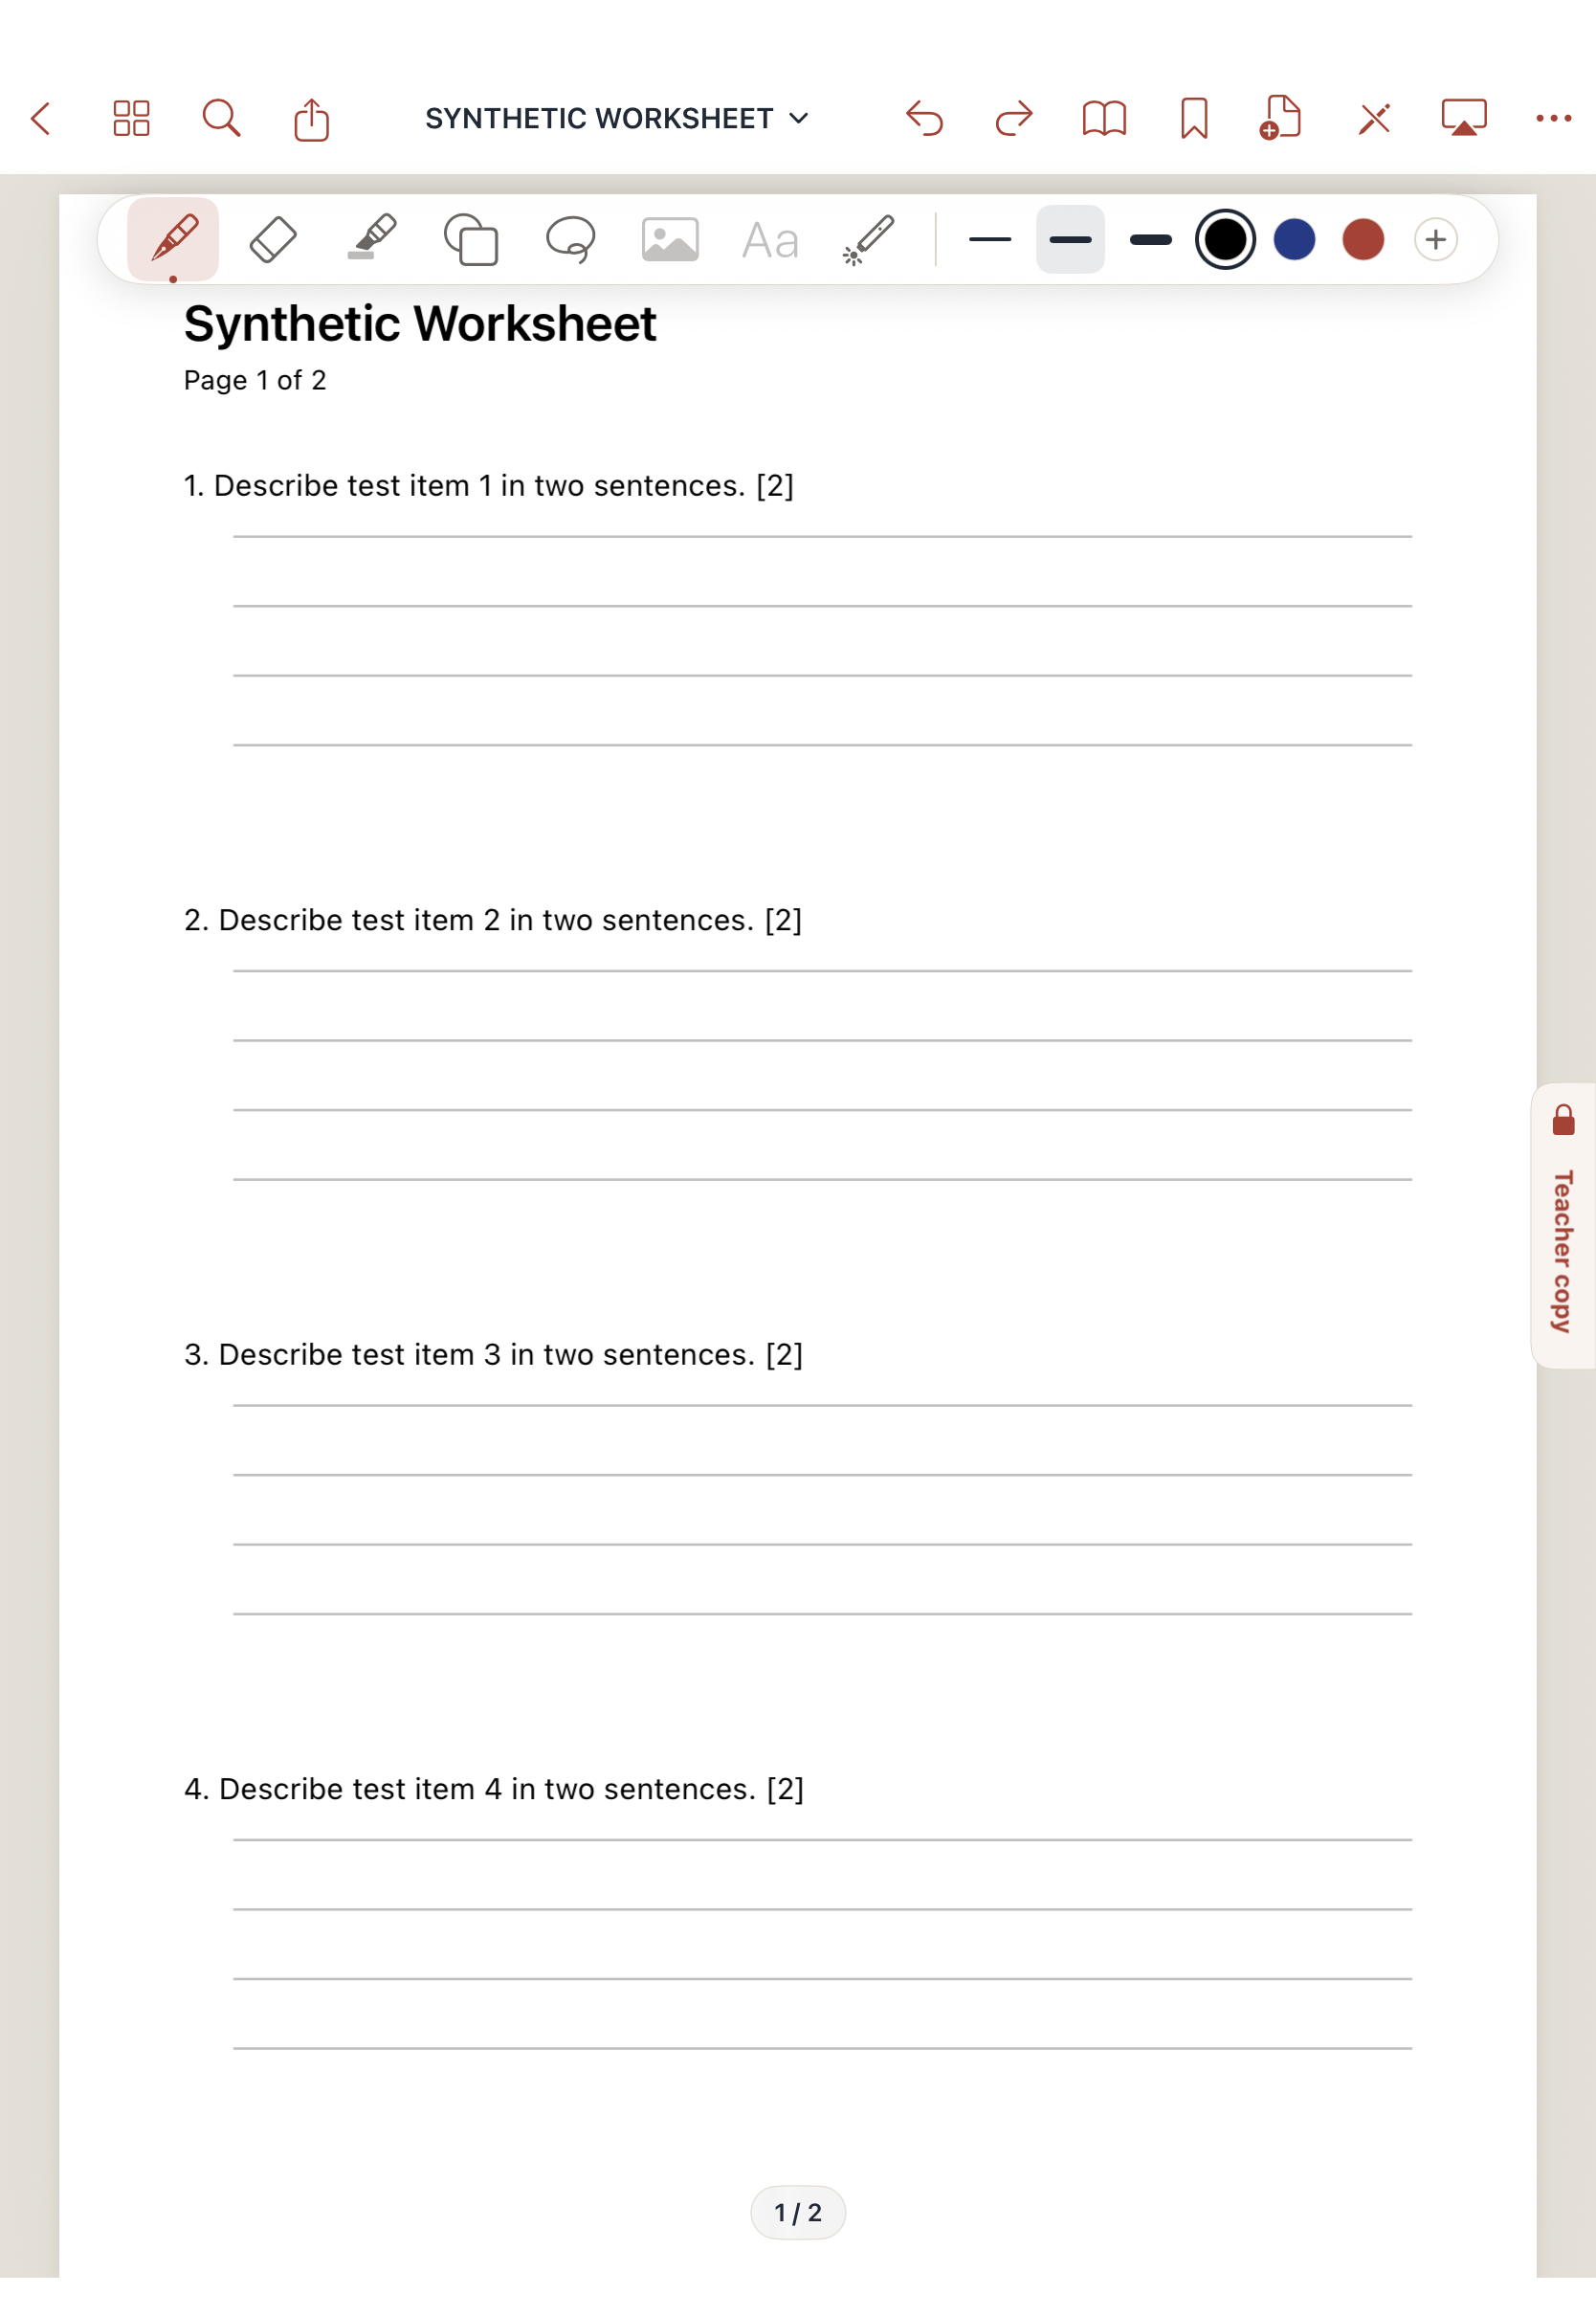 SYNTHETIC WORKSHEET
Aa
Synthetic Worksheet
Page 1 of 2
1. Describe test item 1 in two sentences. [2]
2. Describe test item 2 in two sentences. [2]
Teacher copy
3. Describe test item 3 in two sentences. [2]
4. Describe test item 4 in two sentences. [2]
1 / 2